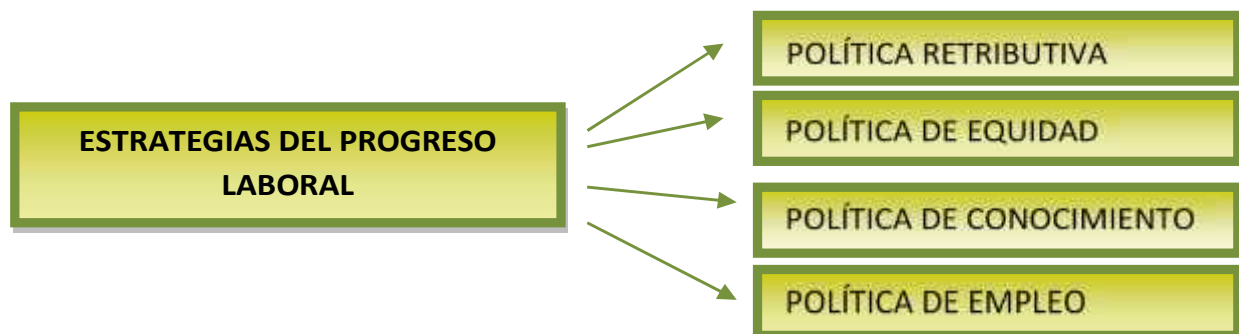 ESTRATEGIAS DEL PROGRESO
LABORAL
POLÍTICA RETRIBUTIVA
POLÍTICA DE EQUIDAD
POLÍTICA DE CONOCIMIENTO
POLÍTICA DE EMPLEO